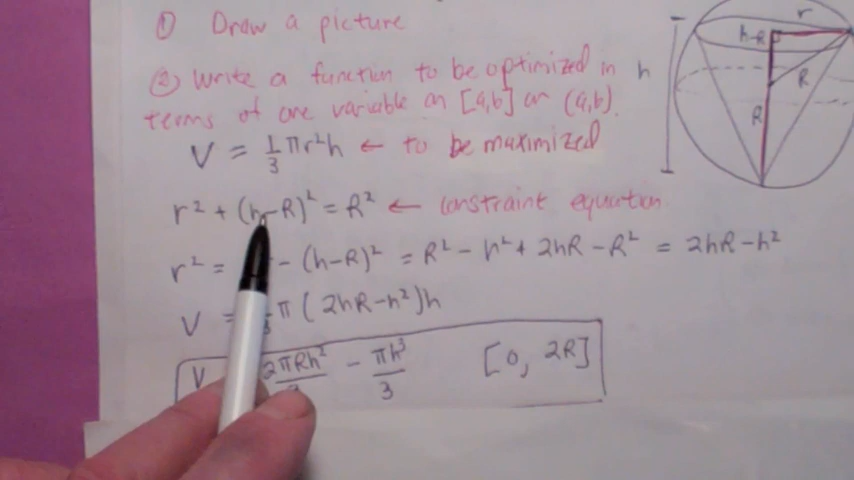 ① Draw a picture
② Write a function to be optimized in
terms of one variable on [a,b] or (a,b).
V = 1/3 πr²h ← to be maximized
r² + (h-R)² = R² ← constraint equation
r² = - (h-R)² = R² - h² + 2hR - R² = 2hR - h²
V = π(2hR-h²)h
V 2πRh² - πh³/3 [0, 2R]
r
h-R
R
h
R